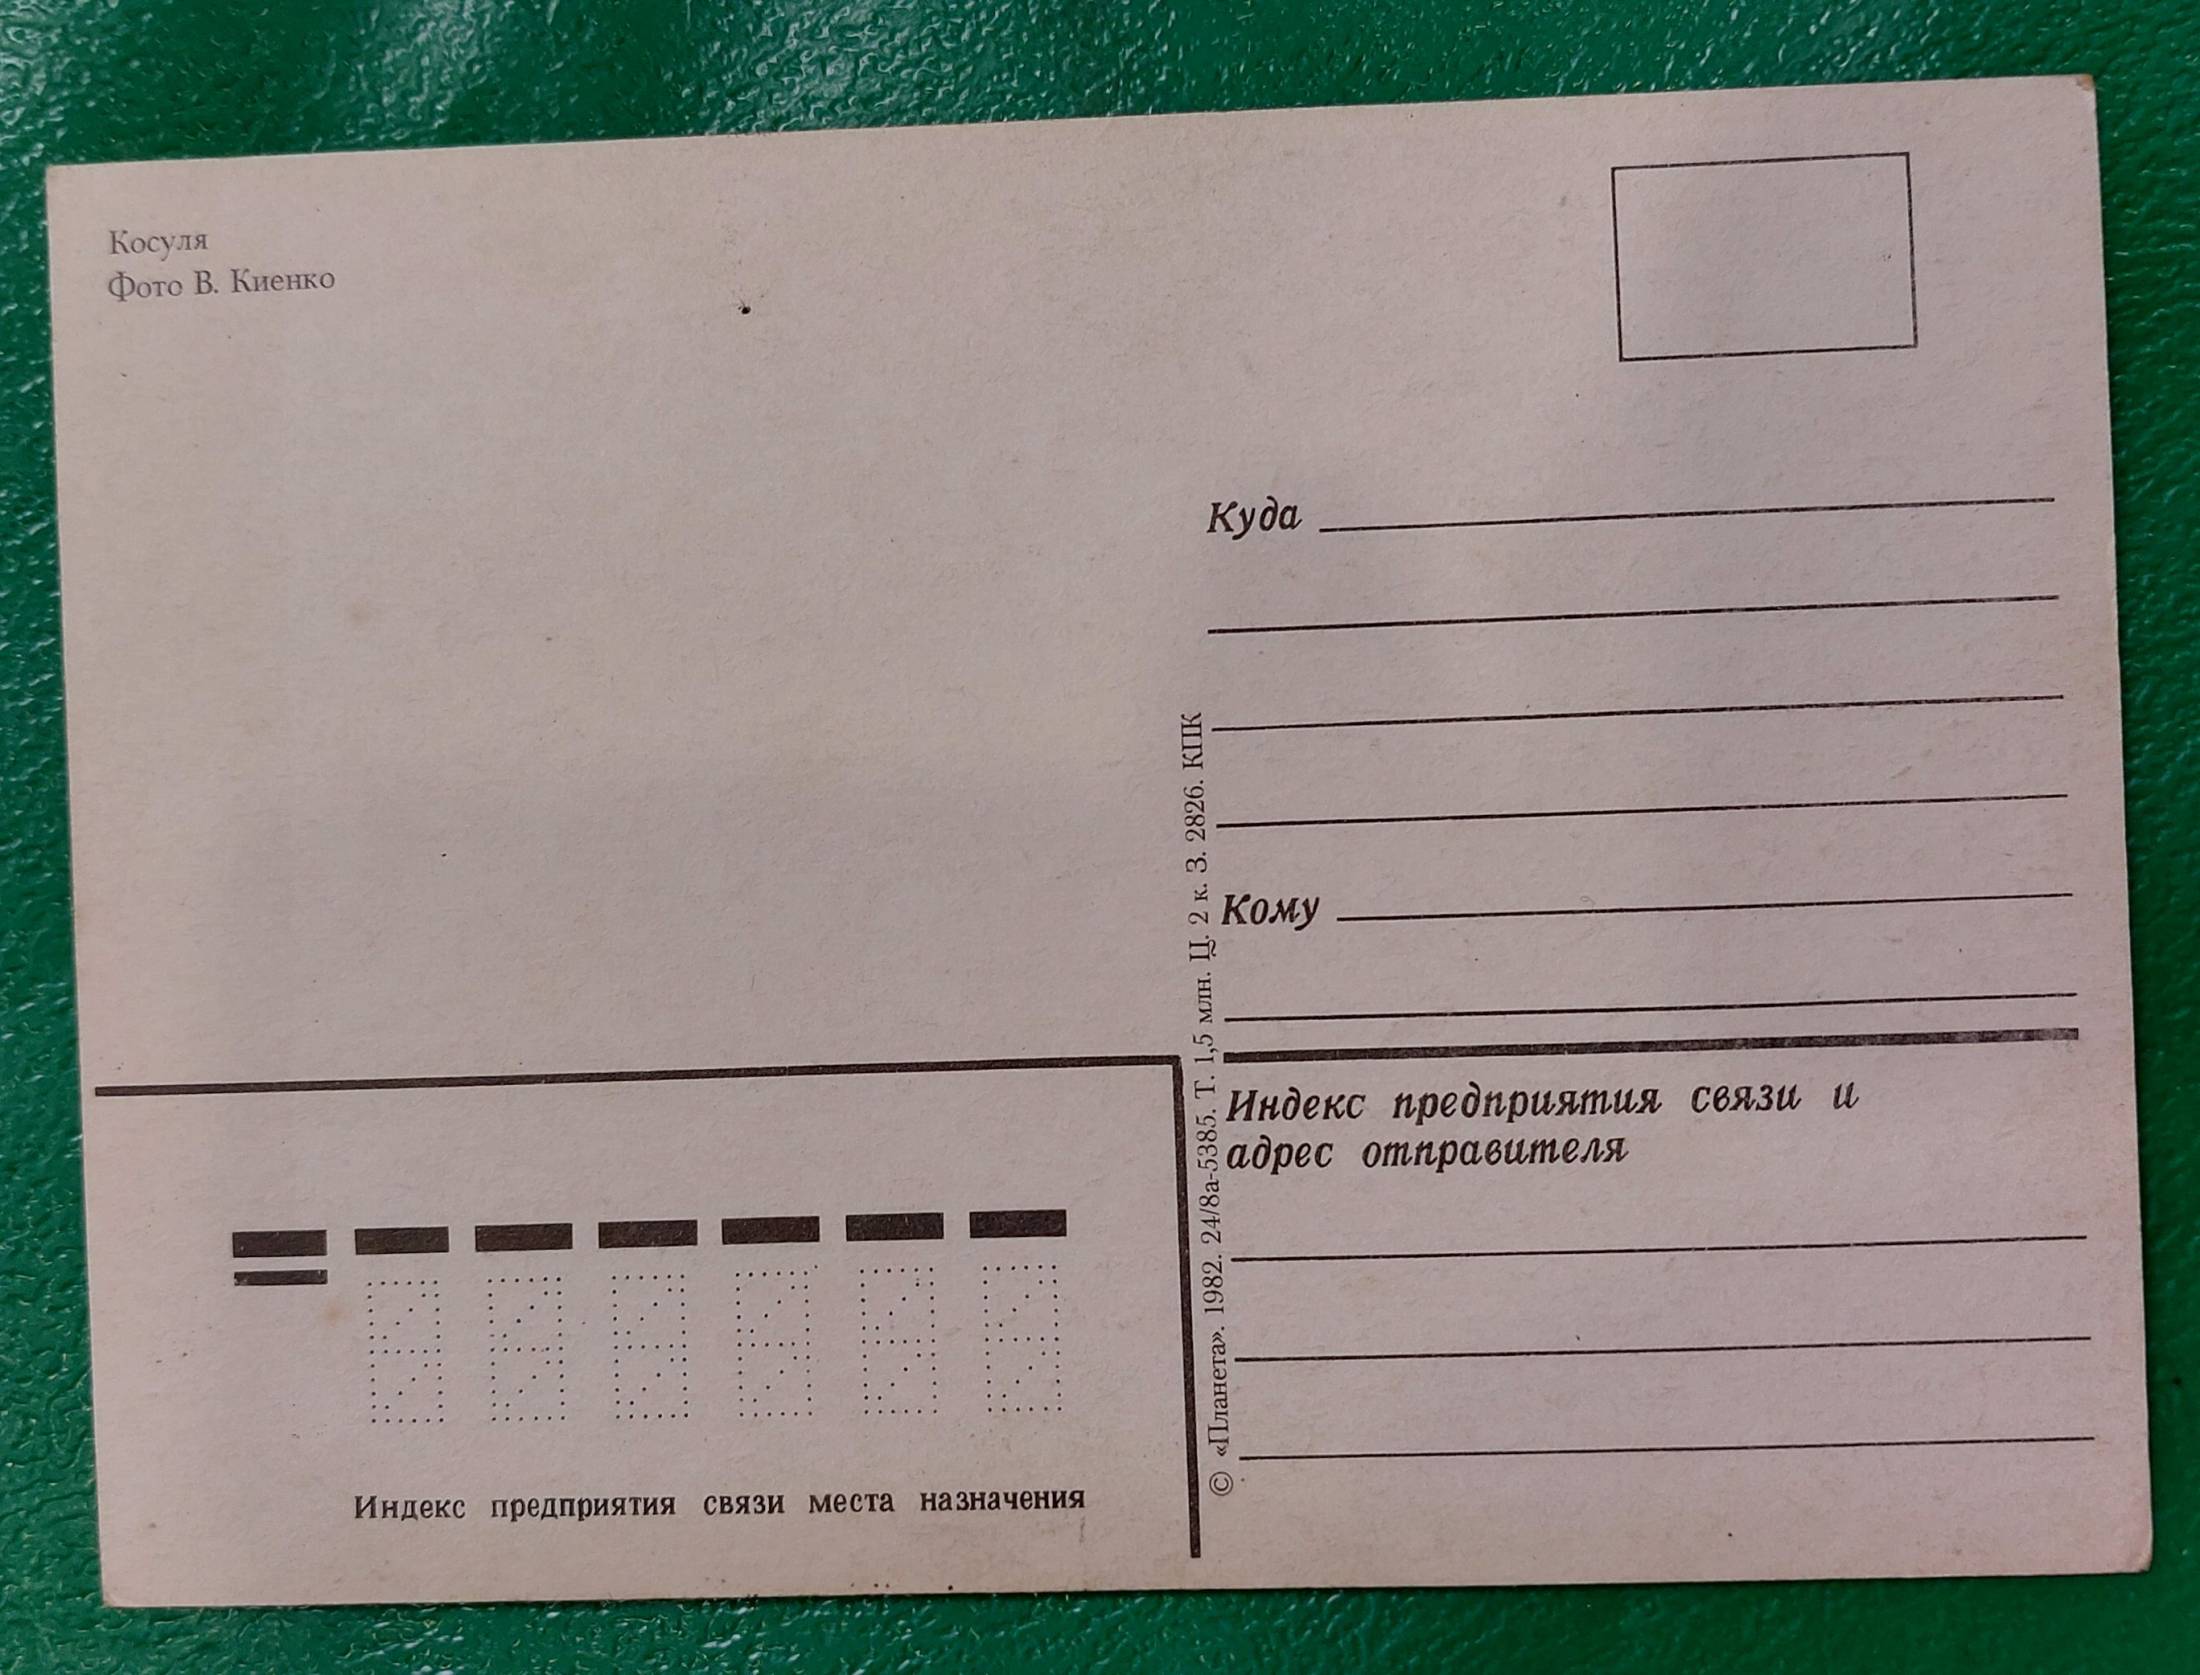 Косуля
Фото В. Киенко
Куда
Кому
Индекс предприятия связи и
адрес отправителя
© «Планета». 1982. 24/8а-5385. Т. 1,5 млн. Ц. 2 к. З. 2826. КПК
Индекс предприятия связи места назначения